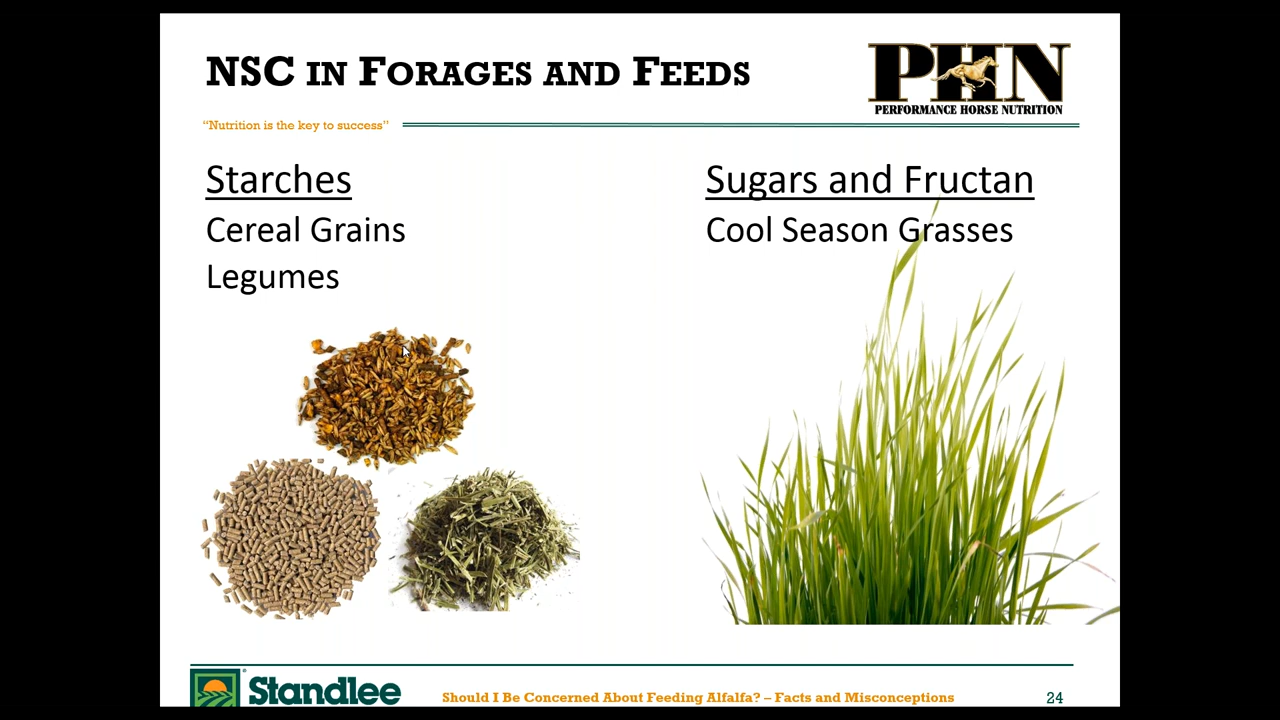 NSC IN FORAGES AND FEEDS
PHN
PERFORMANCE HORSE NUTRITION
“Nutrition is the key to success”
Starches
Cereal Grains
Legumes
Sugars and Fructan
Cool Season Grasses
Standlee
Should I Be Concerned About Feeding Alfalfa? – Facts and Misconceptions
24